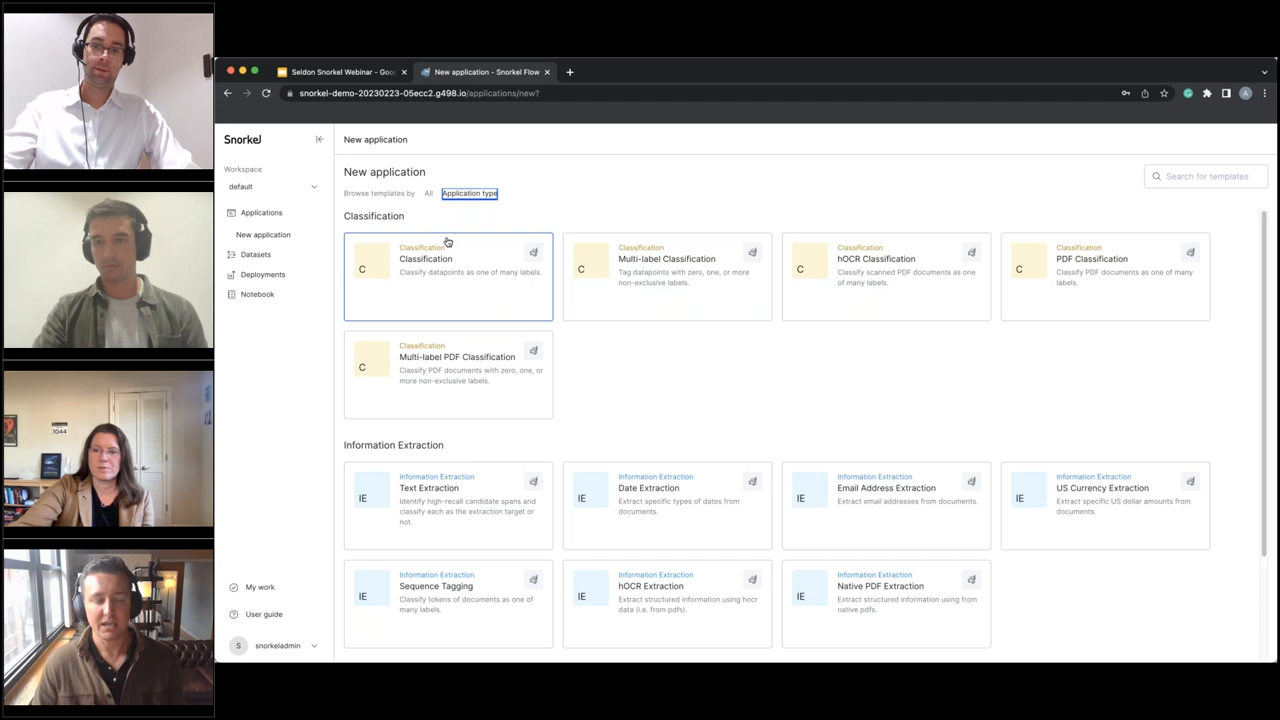 Seldon Snorkel Webinar - Goo
New application - Snorkel Flow
snorkel-demo-20230223-05ecc2.g498.io/applications/new?
A
Snorkel
New application
Workspace
default
Applications
New application
Datasets
Deployments
Notebook
My work
User guide
S
snorkeladmin
New application
Search for templates
Browse templates by
All
Application type
Classification
C
Classification
Classification
Classify datapoints as one of many labels.
C
Classification
Multi-label Classification
Tag datapoints with zero, one, or more
non-exclusive labels.
C
Classification
hOCR Classification
Classify scanned PDF documents as one
of many labels.
C
Classification
PDF Classification
Classify PDF documents as one of many
labels.
C
Classification
Multi-label PDF Classification
Classify PDF documents with zero, one, or
more non-exclusive labels.
Information Extraction
IE
Information Extraction
Text Extraction
Identify high-recall candidate spans and
classify each as the extraction target or
not.
IE
Information Extraction
Date Extraction
Extract specific types of dates from
documents.
IE
Information Extraction
Email Address Extraction
Extract email addresses from documents.
IE
Information Extraction
US Currency Extraction
Extract specific US dollar amounts from
documents.
IE
Information Extraction
Sequence Tagging
Classify tokens of documents as one of
many labels.
IE
Information Extraction
hOCR Extraction
Extract structured information using hocr
data (i.e. from pdfs).
IE
Information Extraction
Native PDF Extraction
Extract structured information using from
native pdfs.
1044